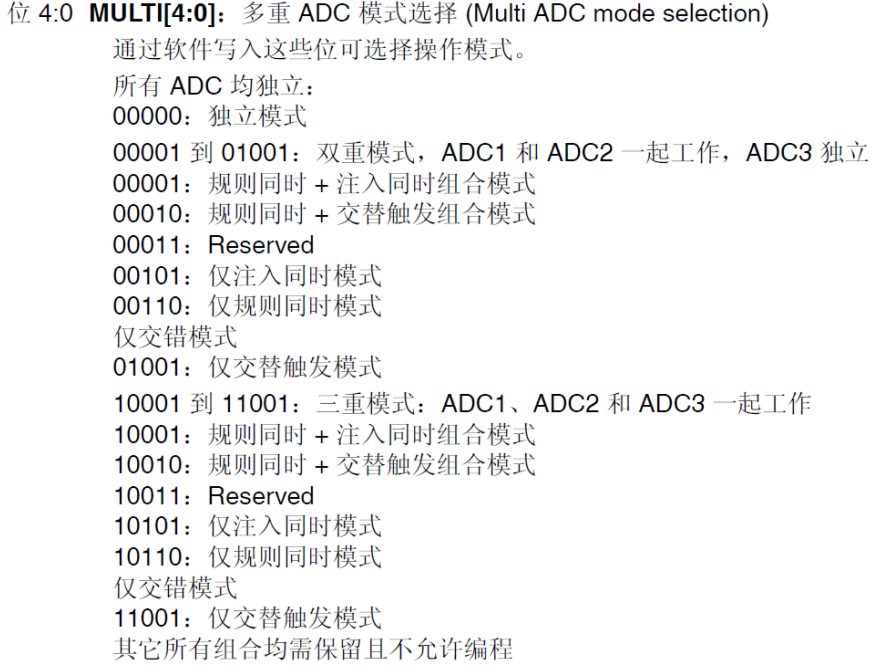 位 4:0 MULTI[4:0]：多重 ADC 模式选择 (Multi ADC mode selection)
通过软件写入这些位可选择操作模式。
所有 ADC 均独立：
00000：独立模式
00001 到 01001：双重模式，ADC1 和 ADC2 一起工作，ADC3 独立
00001：规则同时 + 注入同时组合模式
00010：规则同时 + 交替触发组合模式
00011：Reserved
00101：仅注入同时模式
00110：仅规则同时模式
仅交错模式
01001：仅交替触发模式
10001 到 11001：三重模式：ADC1、ADC2 和 ADC3 一起工作
10001：规则同时 + 注入同时组合模式
10010：规则同时 + 交替触发组合模式
10011：Reserved
10101：仅注入同时模式
10110：仅规则同时模式
仅交错模式
11001：仅交替触发模式
其它所有组合均需保留且不允许编程